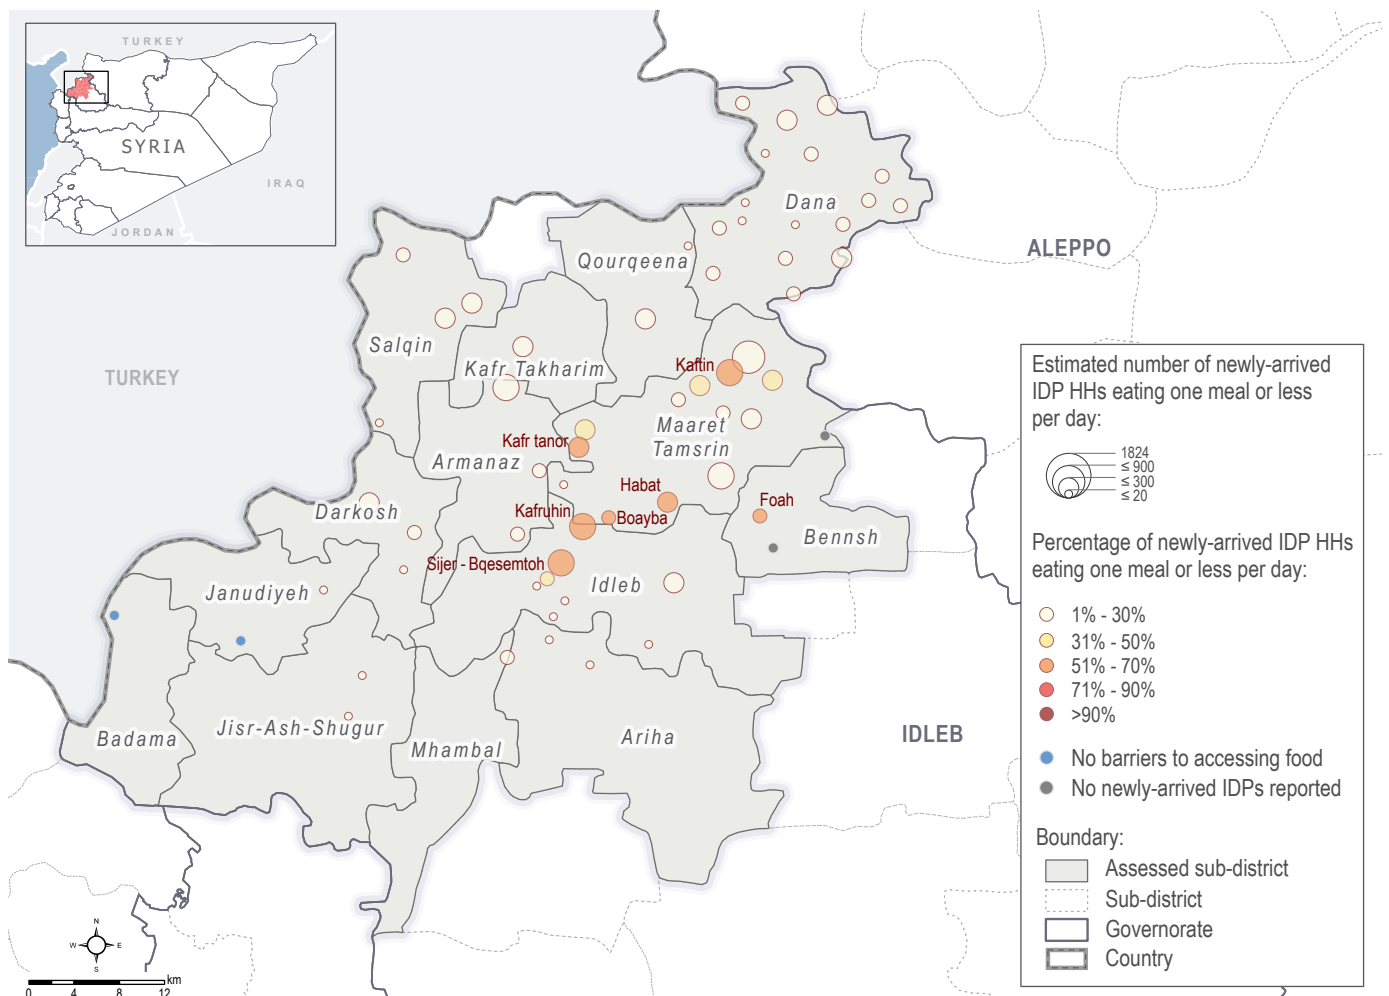 TURKEY
SYRIA
IRAQ
JORDAN
Dana
ALEPPO
Qourqeena
Salqin
Kafr Takharim
TURKEY
Kaftin
Maaret
Tamsrin
Kafr tanor
Armanaz
Habat
Foah
Darkosh
Kafruhin
Boayba
Bennsh
Sijer - Bqesemtoh
Idleb
Janudiyeh
Badama
Jisr-Ash-Shugur
Mhambal
Ariha
IDLEB
Estimated number of newly-arrived
IDP HHs eating one meal or less
per day:
1824
≤ 900
≤ 300
≤ 20
Percentage of newly-arrived IDP HHs
eating one meal or less per day:
1% - 30%
31% - 50%
51% - 70%
71% - 90%
>90%
No barriers to accessing food
No newly-arrived IDPs reported
Boundary:
Assessed sub-district
Sub-district
Governorate
Country
N
W E
S
km
0 4 8 12